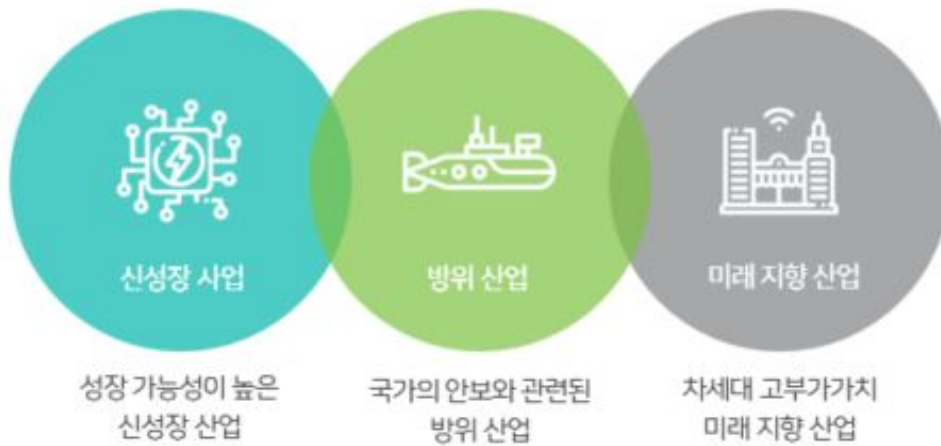 신성장 사업
방위 산업
미래 지향 산업
성장 가능성이 높은
신성장 산업
국가의 안보와 관련된
방위 산업
차세대 고부가가치
미래 지향 산업